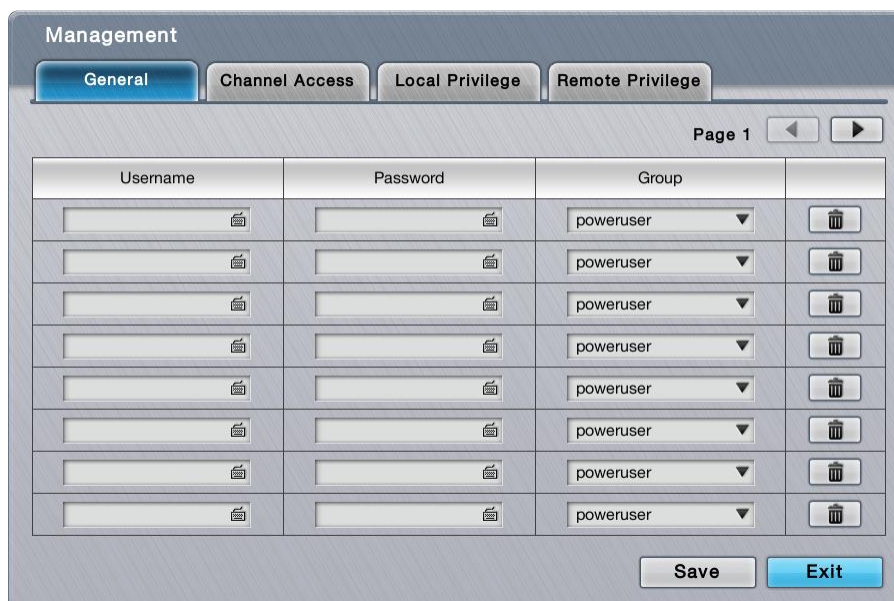 Management
General Channel Access Local Privilege Remote Privilege
Page 1
Username Password Group
poweruser
poweruser
poweruser
poweruser
poweruser
poweruser
poweruser
poweruser
Save Exit